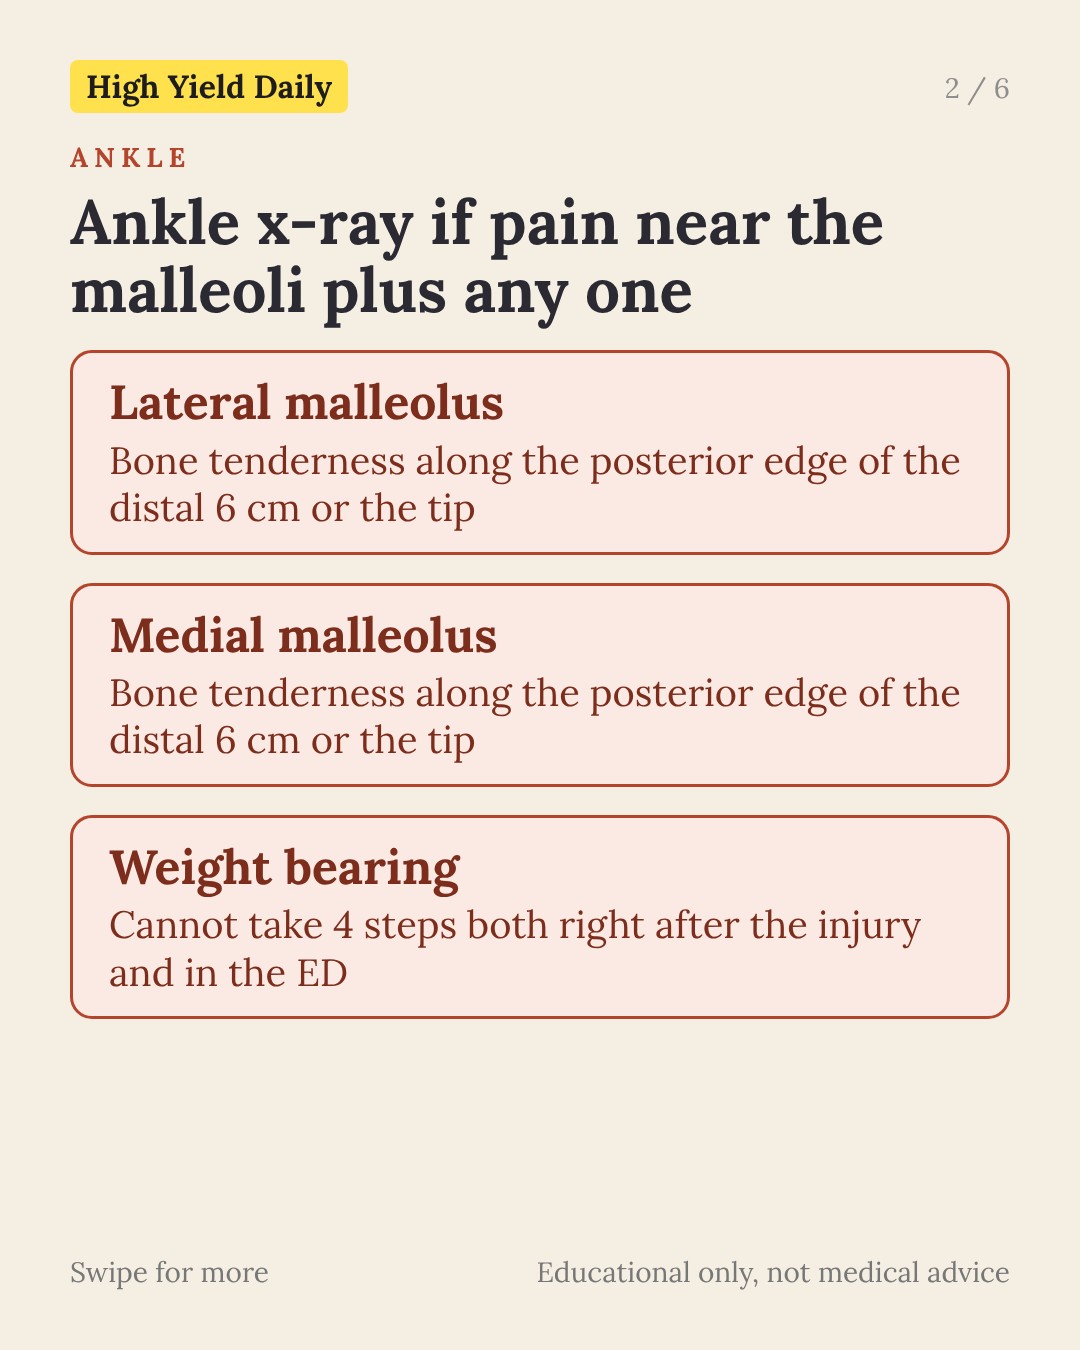 High Yield Daily
2 / 6
ANKLE
Ankle x-ray if pain near the
malleoli plus any one
Lateral malleolus
Bone tenderness along the posterior edge of the
distal 6 cm or the tip
Medial malleolus
Bone tenderness along the posterior edge of the
distal 6 cm or the tip
Weight bearing
Cannot take 4 steps both right after the injury
and in the ED
Swipe for more
Educational only, not medical advice